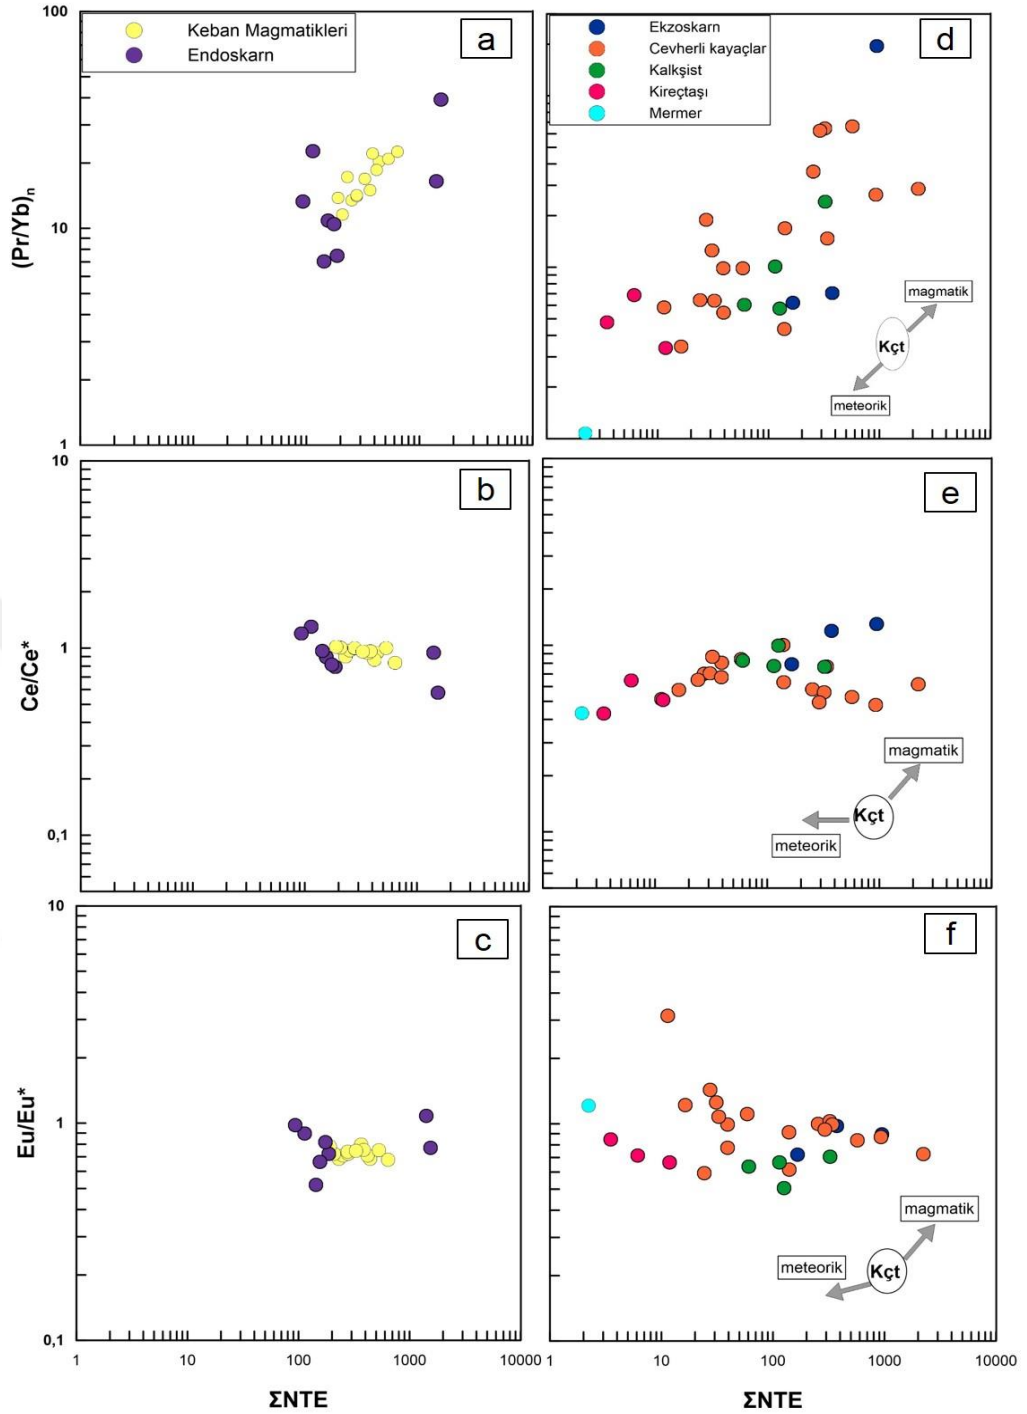 100
Keban Magmatikleri
Endoskarn
a
10
1
(Pr/Yb)n
Ekzoskarn
Cevherli kayaçlar
Kalkşist
Kireçtaşı
Mermer
d
magmatik
Kçt
meteorik
10
b
1
0,1
Ce/Ce*
e
magmatik
Kçt
meteorik
10
c
1
0,1
Eu/Eu*
1 10 100 1000 10000
ΣNTE
f
magmatik
meteorik
Kçt
1 10 100 1000 10000
ΣNTE